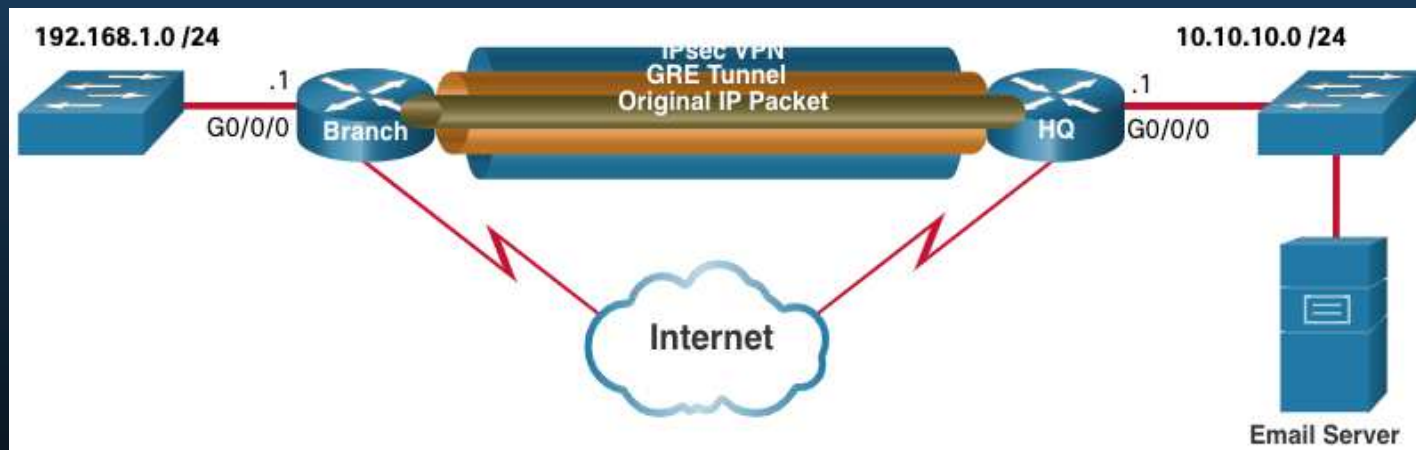 192.168.1.0 /24
10.10.10.0 /24
IPsec VPN
GRE Tunnel
Original IP Packet
.1
G0/0/0
Branch
HQ
.1
G0/0/0
Internet
Email Server